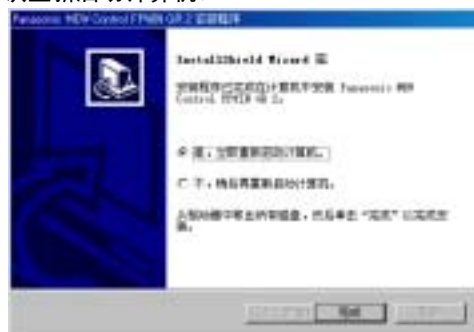 Panasonic MEW Control FPWIN GR 2 安装程序
InstallShield Wizard 完
安装程序已完成在计算机中安装 Panasonic MEW
Control FPWIN GR 2。
是，立即重新启动计算机。
不，稍后再重新启动计算机。
从驱动器中取出所有磁盘，然后单击“完成”以完成安
装。
完成